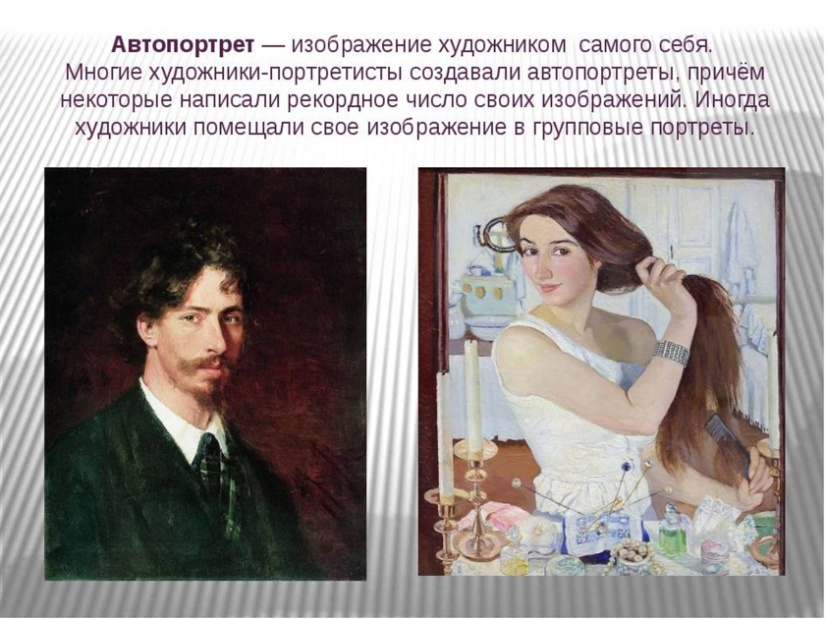 Автопортрет — изображение художником самого себя.
Многие художники-портретисты создавали автопортреты, причём
некоторые написали рекордное число своих изображений. Иногда
художники помещали свое изображение в групповые портреты.